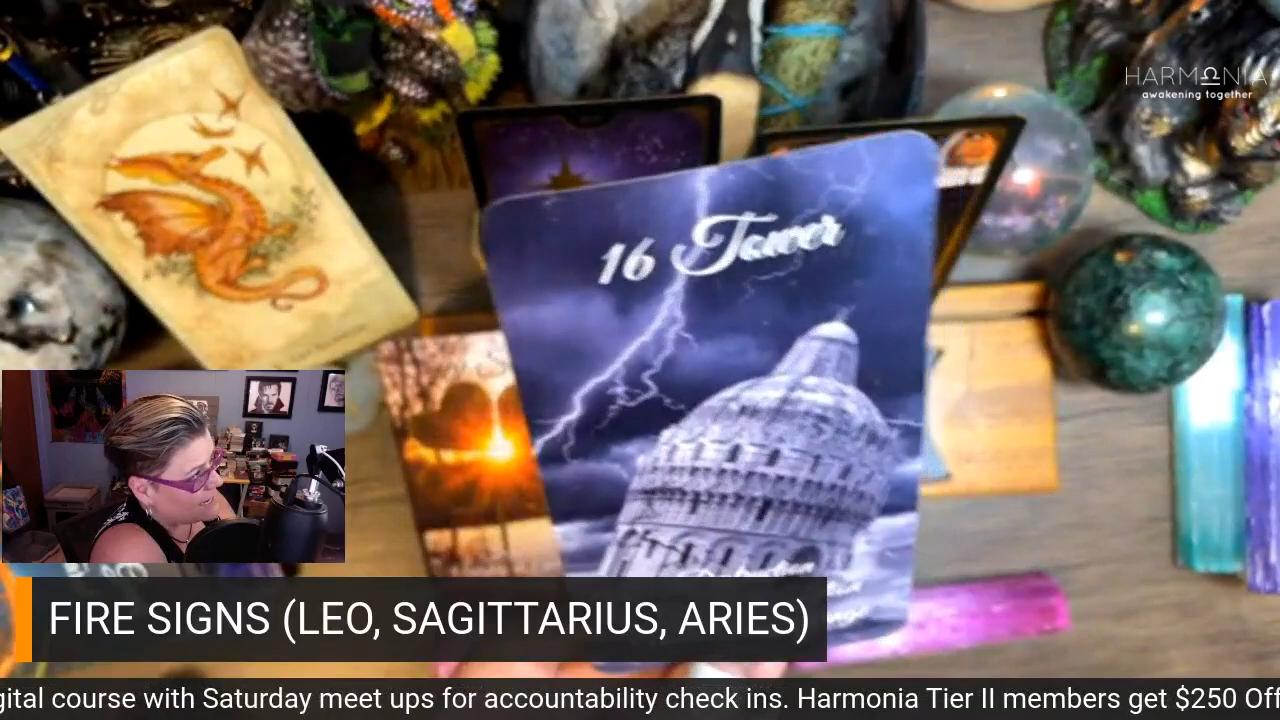 HARMONIA
awakening together
16 Tower
FIRE SIGNS (LEO, SAGITTARIUS, ARIES)
gital course with Saturday meet ups for accountability check ins. Harmonia Tier II members get $250 Off